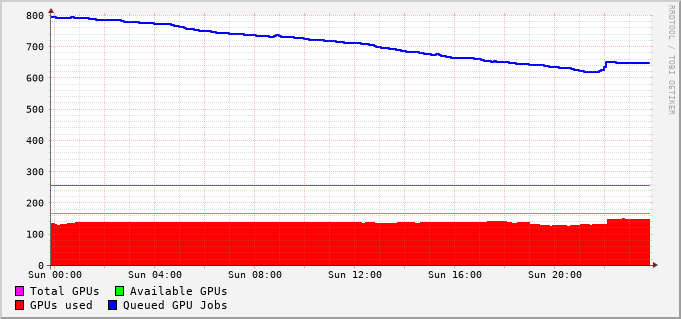 800
700
600
500
400
300
200
100
0
Sun 00:00 Sun 04:00 Sun 08:00 Sun 12:00 Sun 16:00 Sun 20:00
Total GPUs Available GPUs
GPUs used Queued GPU Jobs
RRDTOOL / TOBI OETIKER